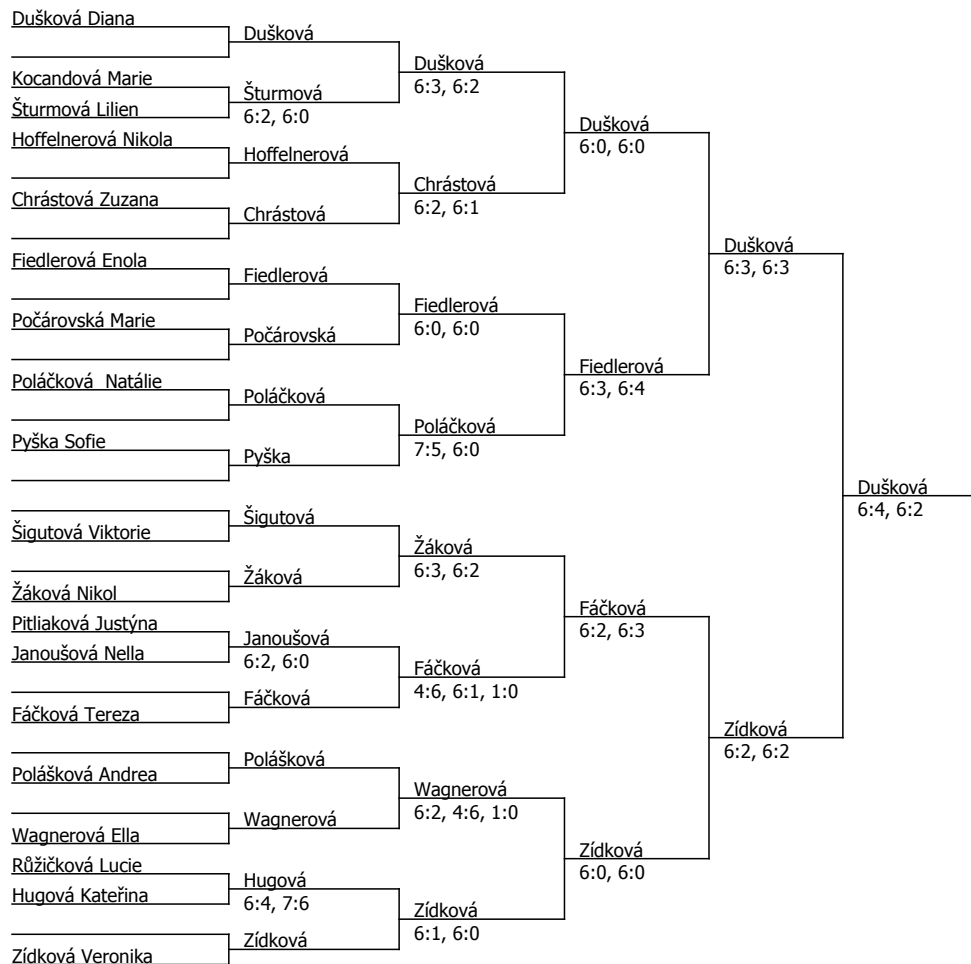 Dušková Diana
Dušková
Dušková
6:3, 6:2
Kocandová Marie
Šturmová
6:2, 6:0
Šturmová Lilien
Dušková
6:0, 6:0
Hoffelnerová Nikola
Hoffelnerová
Chrástová
6:2, 6:1
Chrástová Zuzana
Chrástová
Dušková
6:3, 6:3
Fiedlerová Enola
Fiedlerová
Fiedlerová
6:0, 6:0
Počárovská Marie
Počárovská
Fiedlerová
6:3, 6:4
Poláčková  Natálie
Poláčková
Poláčková
7:5, 6:0
Pyška Sofie
Pyška
Dušková
6:4, 6:2
Šigutová
Šigutová Viktorie
Žáková
6:3, 6:2
Žáková
Žáková Nikol
Fáčková
6:2, 6:3
Pitliaková Justýna
Janoušová
6:2, 6:0
Janoušová Nella
Fáčková
4:6, 6:1, 1:0
Fáčková
Fáčková Tereza
Zídková
6:2, 6:2
Polášková
Polášková Andrea
Wagnerová
6:2, 4:6, 1:0
Wagnerová
Wagnerová Ella
Zídková
6:0, 6:0
Růžičková Lucie
Hugová
6:4, 7:6
Hugová Kateřina
Zídková
6:1, 6:0
Zídková
Zídková Veronika